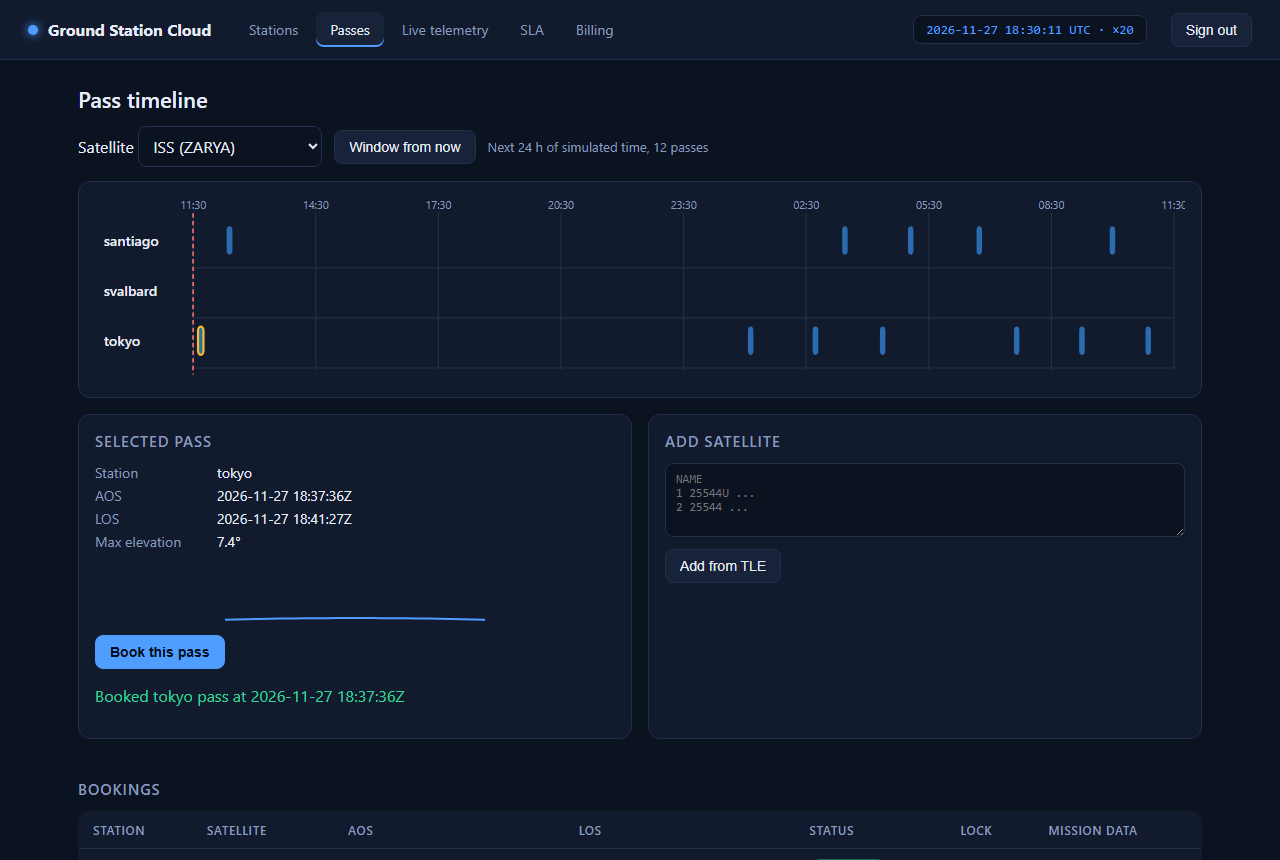 Ground Station Cloud Stations Passes Live telemetry SLA Billing 2026-11-27 18:30:11 UTC · ×20 Sign out
Pass timeline
Satellite ISS (ZARYA) Window from now Next 24 h of simulated time, 12 passes
11:30 14:30 17:30 20:30 23:30 02:30 05:30 08:30 11:30
santiago
svalbard
tokyo
SELECTED PASS
Station tokyo
AOS 2026-11-27 18:37:36Z
LOS 2026-11-27 18:41:27Z
Max elevation 7.4°
Book this pass
Booked tokyo pass at 2026-11-27 18:37:36Z
ADD SATELLITE
NAME
1 25544U ...
2 25544 ...
Add from TLE
BOOKINGS
STATION SATELLITE AOS LOS STATUS LOCK MISSION DATA